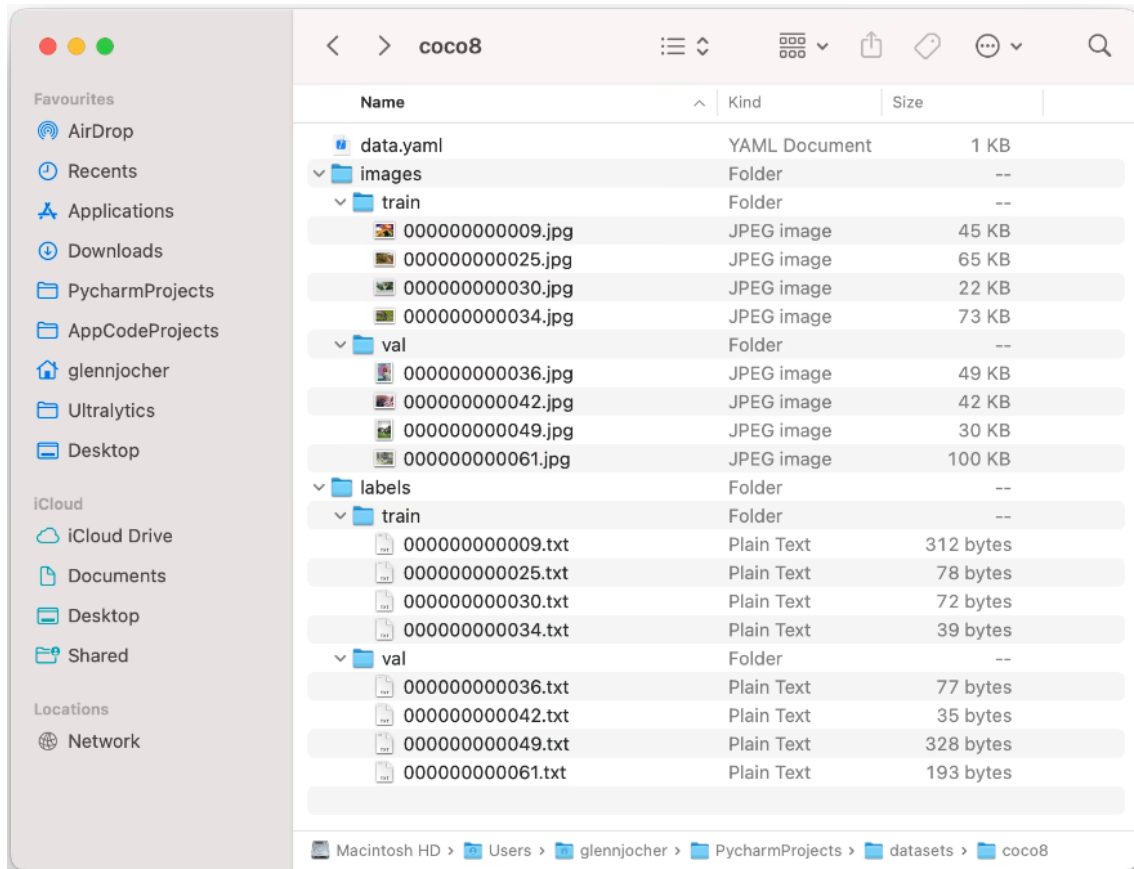 coco8
Favourites
AirDrop
Recents
Applications
Downloads
PycharmProjects
AppCodeProjects
glennjocher
Ultralytics
Desktop
iCloud
iCloud Drive
Documents
Desktop
Shared
Locations
Network
Name Kind Size
data.yaml YAML Document 1 KB
images Folder --
train Folder --
000000000009.jpg JPEG image 45 KB
000000000025.jpg JPEG image 65 KB
000000000030.jpg JPEG image 22 KB
000000000034.jpg JPEG image 73 KB
val Folder --
000000000036.jpg JPEG image 49 KB
000000000042.jpg JPEG image 42 KB
000000000049.jpg JPEG image 30 KB
000000000061.jpg JPEG image 100 KB
labels Folder --
train Folder --
000000000009.txt Plain Text 312 bytes
000000000025.txt Plain Text 78 bytes
000000000030.txt Plain Text 72 bytes
000000000034.txt Plain Text 39 bytes
val Folder --
000000000036.txt Plain Text 77 bytes
000000000042.txt Plain Text 35 bytes
000000000049.txt Plain Text 328 bytes
000000000061.txt Plain Text 193 bytes
Macintosh HD › Users › glennjocher › PycharmProjects › datasets › coco8